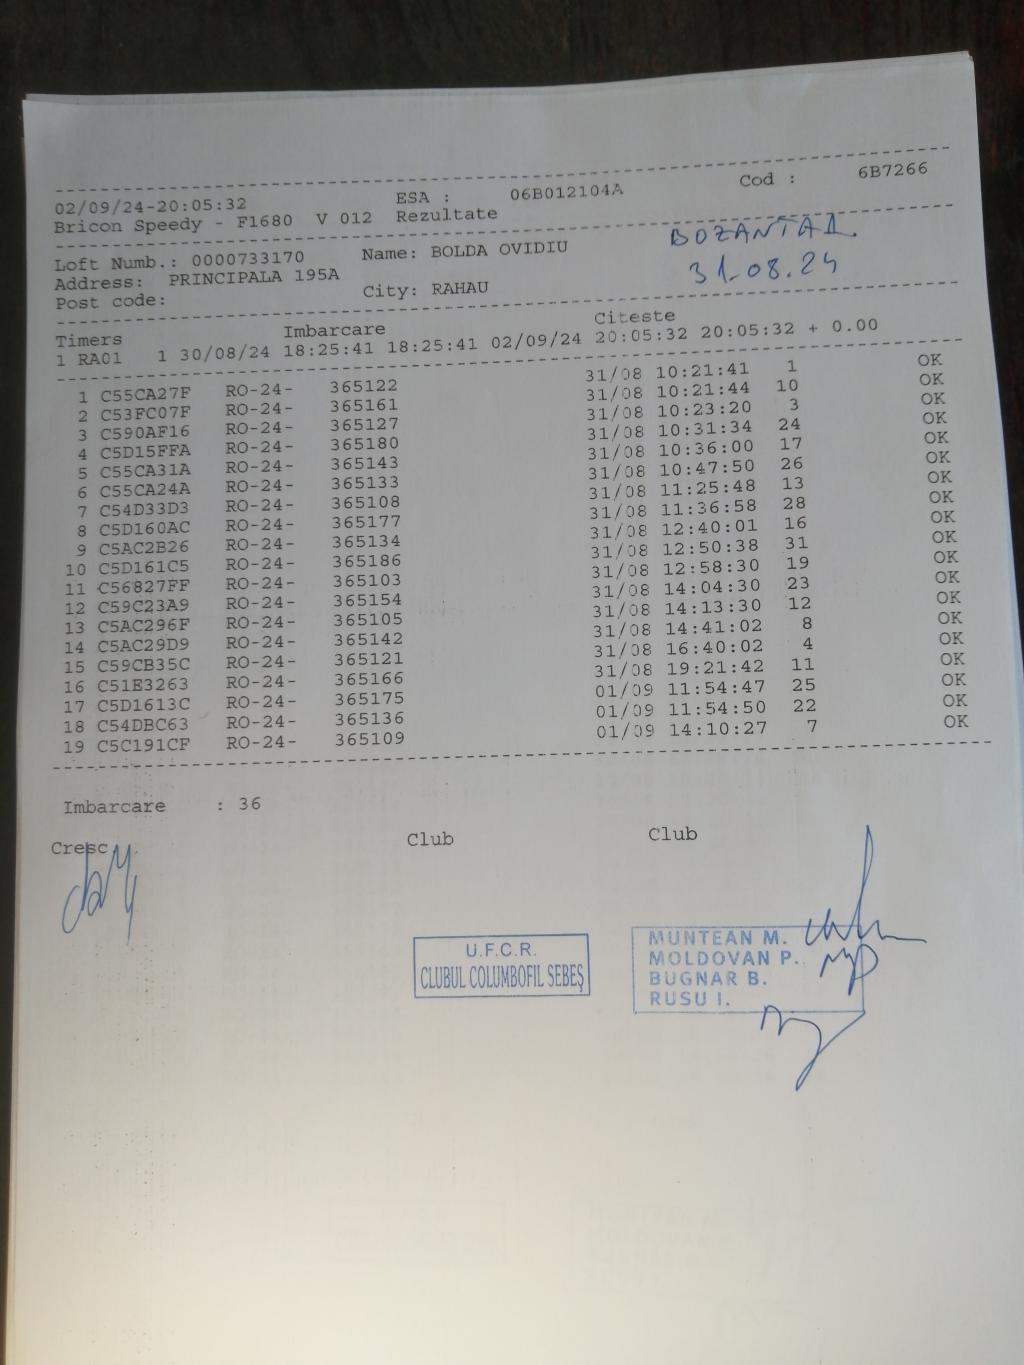 02/09/24-20:05:32 ESA : 06B012104A Cod : 6B7266
Bricon Speedy - F1680 V 012 Rezultate
Loft Numb.: 0000733170 Name: BOLDA OVIDIU
BOZANTA II.
Address: PRINCIPALA 195A
31.08.24
Post code: City: RAHAU
Timers Imbarcare Citeste
1 RA01 1 30/08/24 18:25:41 18:25:41 02/09/24 20:05:32 20:05:32 + 0.00
1 C55CA27F RO-24- 365122 31/08 10:21:41 1 OK
2 C53FC07F RO-24- 365161 31/08 10:21:44 10 OK
3 C590AF16 RO-24- 365127 31/08 10:23:20 3 OK
4 C5D15FFA RO-24- 365180 31/08 10:31:34 24 OK
5 C55CA31A RO-24- 365143 31/08 10:36:00 17 OK
6 C55CA24A RO-24- 365133 31/08 10:47:50 26 OK
7 C54D33D3 RO-24- 365108 31/08 11:25:48 13 OK
8 C5D160AC RO-24- 365177 31/08 11:36:58 28 OK
9 C5AC2B26 RO-24- 365134 31/08 12:40:01 16 OK
10 C5D161C5 RO-24- 365186 31/08 12:50:38 31 OK
11 C56827FF RO-24- 365103 31/08 12:58:30 19 OK
12 C59C23A9 RO-24- 365154 31/08 14:04:30 23 OK
13 C5AC296F RO-24- 365105 31/08 14:13:30 12 OK
14 C5AC29D9 RO-24- 365142 31/08 14:41:02 8 OK
15 C59CB35C RO-24- 365121 31/08 16:40:02 4 OK
16 C51E3263 RO-24- 365166 31/08 19:21:42 11 OK
17 C5D1613C RO-24- 365175 01/09 11:54:47 25 OK
18 C54DBC63 RO-24- 365136 01/09 11:54:50 22 OK
19 C5C191CF RO-24- 365109 01/09 14:10:27 7 OK
Imbarcare : 36
Cresc. Club Club
U.F.C.R.
CLUBUL COLUMBOFIL SEBEȘ
MUNTEAN M.
MOLDOVAN P.
BUGNAR B.
RUSU I.